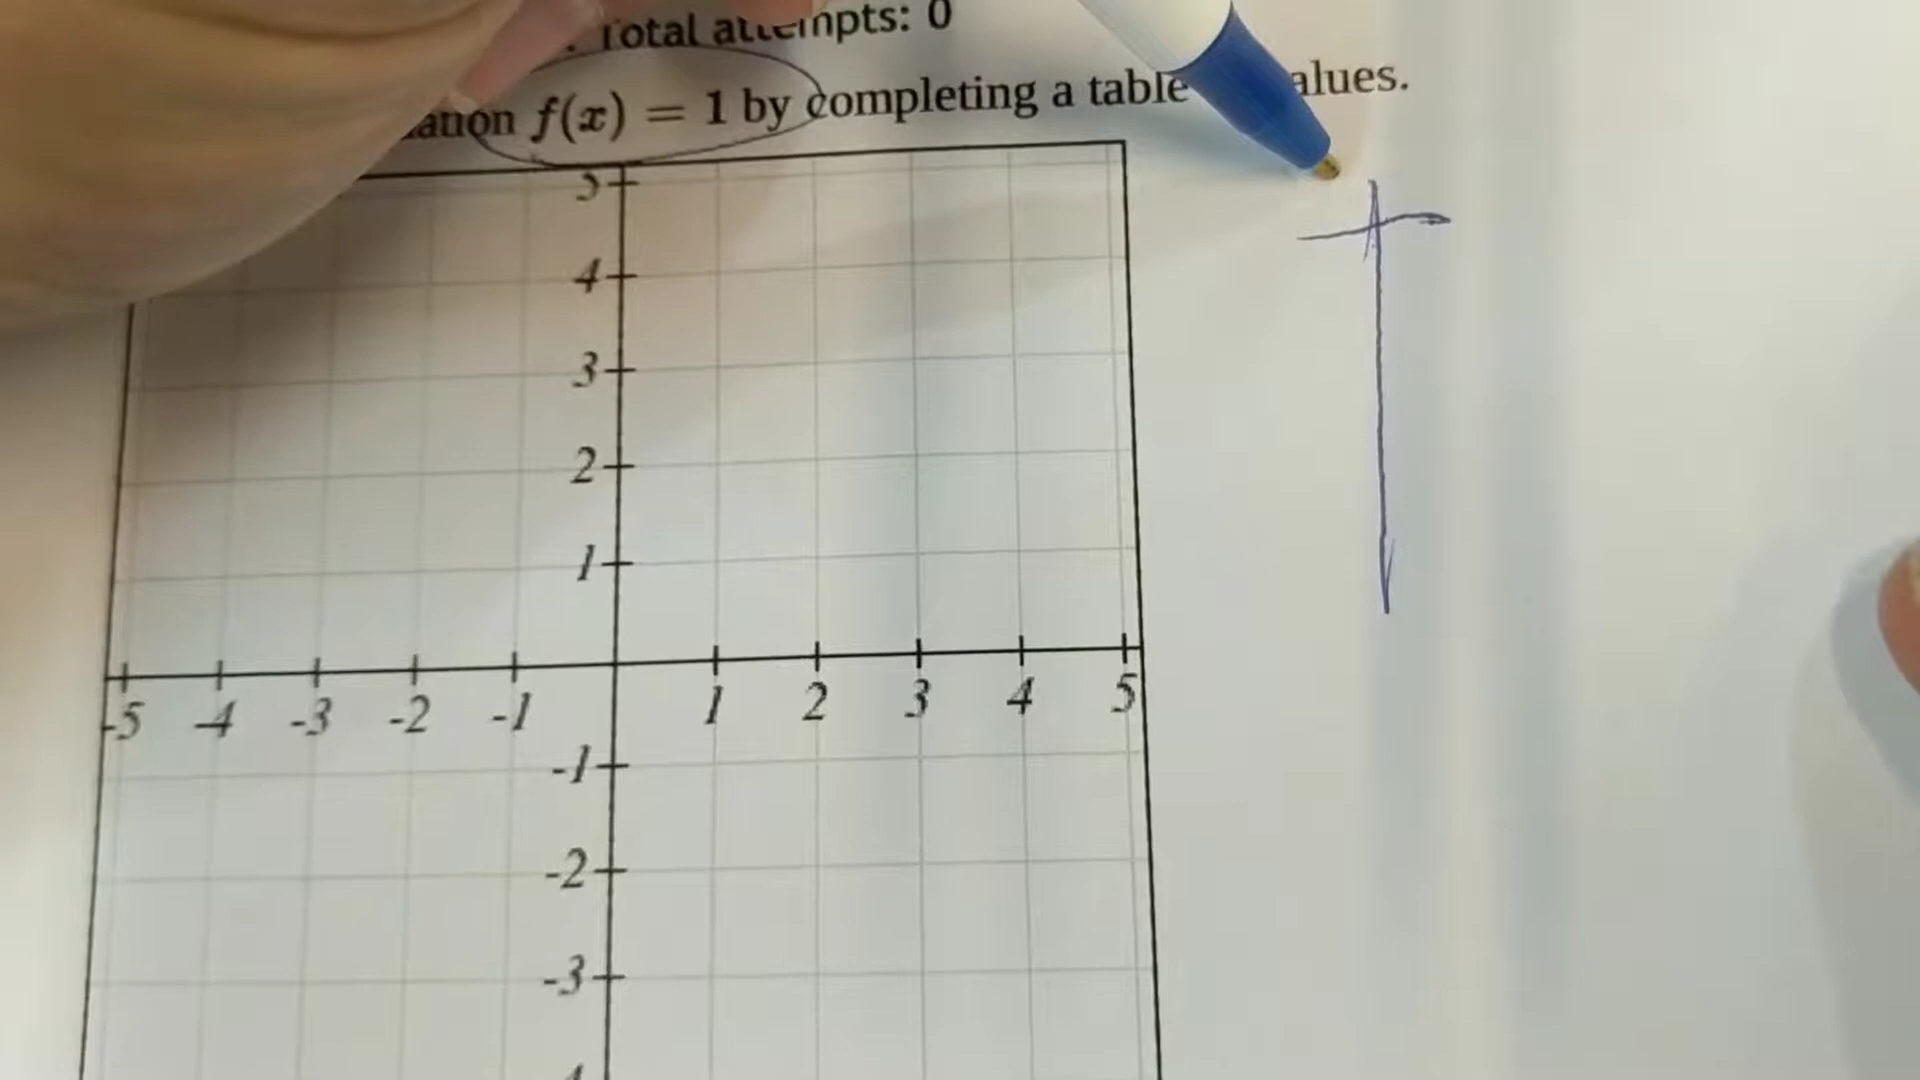 Total attempts: 0
f(x) = 1 by completing a table
5
4
3
2
1
-5 -4 -3 -2 -1 1 2 3 4 5
-1
-2
-3